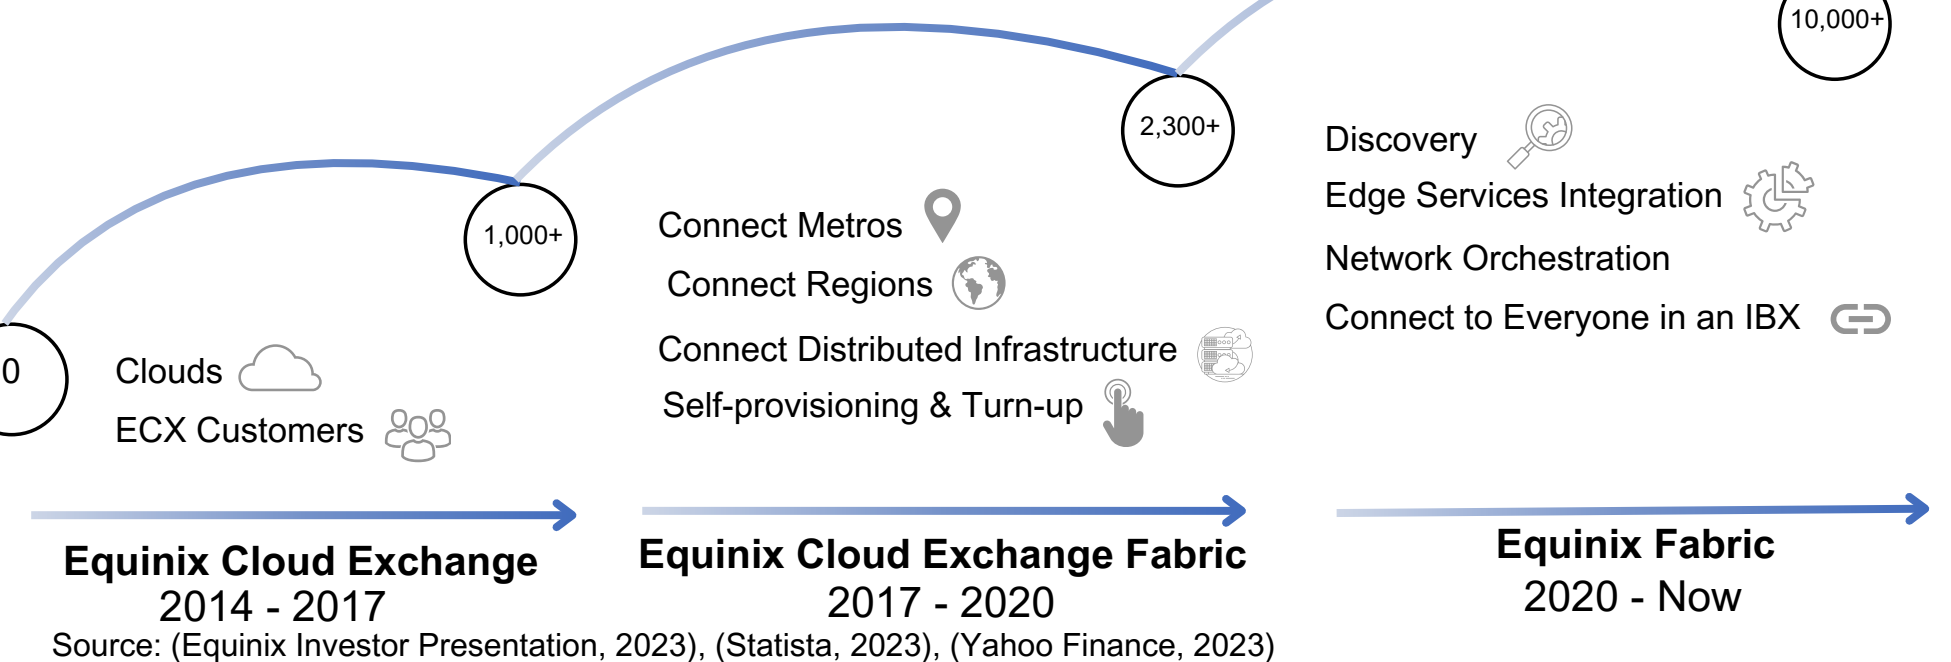 10,000+
2,300+
1,000+
0
Clouds
ECX Customers
Connect Metros
Connect Regions
Connect Distributed Infrastructure
Self-provisioning & Turn-up
Discovery
Edge Services Integration
Network Orchestration
Connect to Everyone in an IBX
Equinix Cloud Exchange
2014 - 2017
Equinix Cloud Exchange Fabric
2017 - 2020
Equinix Fabric
2020 - Now
Source: (Equinix Investor Presentation, 2023), (Statista, 2023), (Yahoo Finance, 2023)